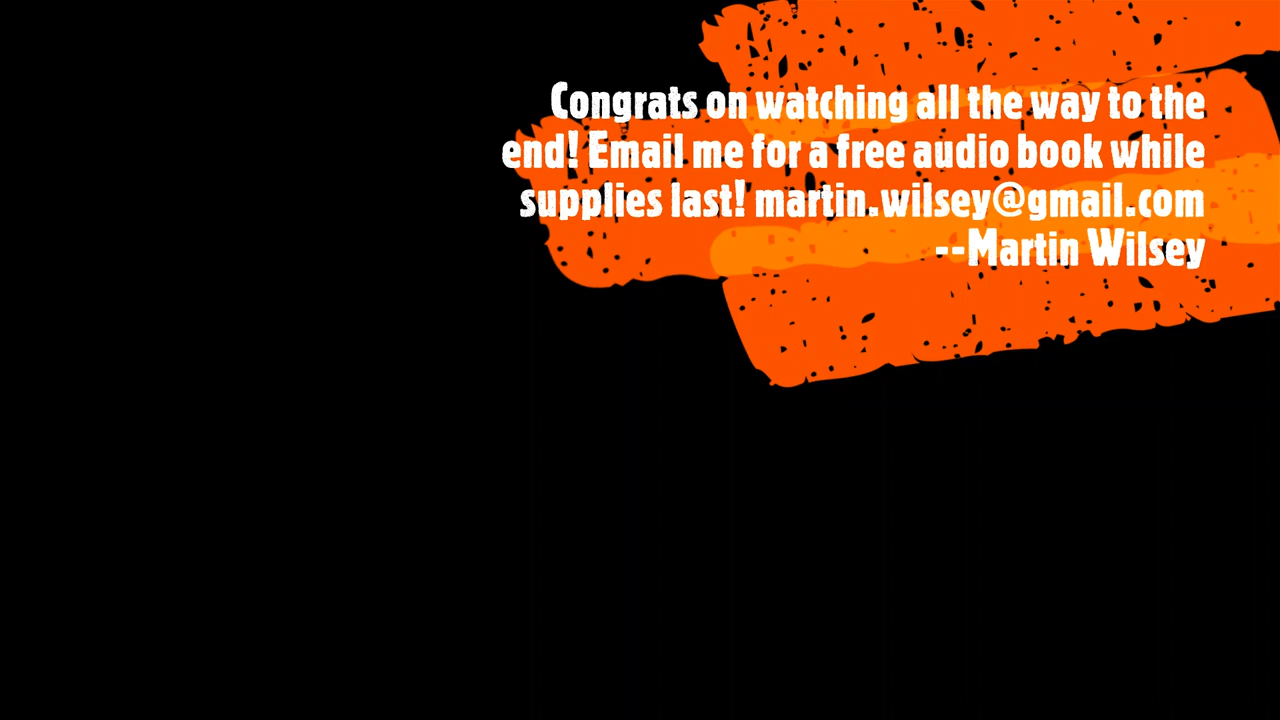 Congrats on watching all the way to the
end! Email me for a free audio book while
supplies last! martin.wilsey@gmail.com
--Martin Wilsey